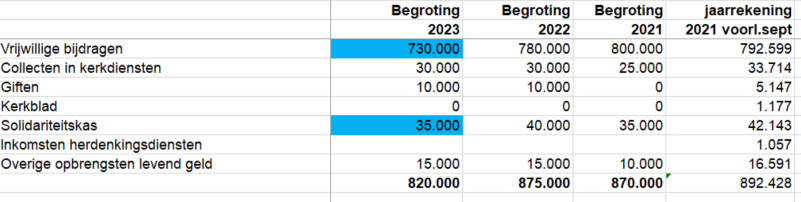 Begroting Begroting Begroting jaarrekening
2023 2022 2021 2021 voorl.sept
Vrijwillige bijdragen 730.000 780.000 800.000 792.599
Collecten in kerkdiensten 30.000 30.000 25.000 33.714
Giften 10.000 10.000 0 5.147
Kerkblad 0 0 0 1.177
Solidariteitskas 35.000 40.000 35.000 42.143
Inkomsten herdenkingsdiensten 1.057
Overige opbrengsten levend geld 15.000 15.000 10.000 16.591
820.000 875.000 870.000 892.428